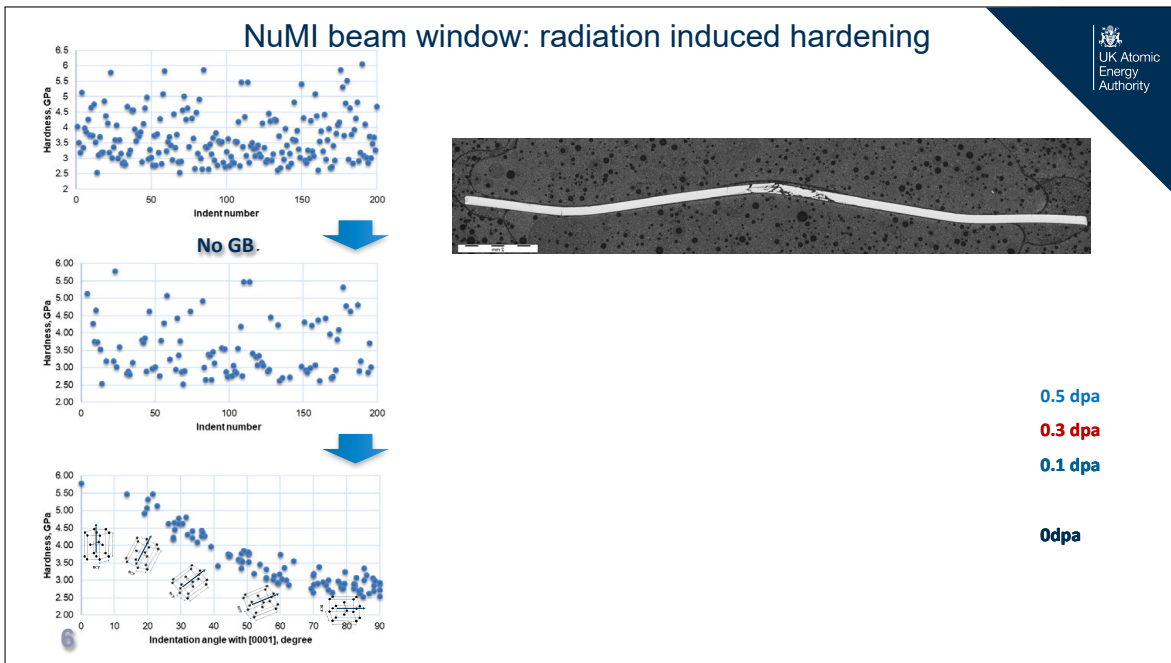 NuMI beam window: radiation induced hardening
UK Atomic
Energy
Authority
6.5
6
5.5
5
4.5
4
3.5
3
2.5
2
Hardness, GPa
0 50 100 150 200
Indent number
No GB.
6.00
5.50
5.00
4.50
4.00
3.50
3.00
2.50
2.00
Hardness, GPa
0 50 100 150 200
Indent number
6.00
5.50
5.00
4.50
4.00
3.50
3.00
2.50
2.00
Hardness, GPa
0 10 20 30 40 50 60 70 80 90
Indentation angle with [0001], degree
0.5 dpa
0.3 dpa
0.1 dpa
0dpa
6